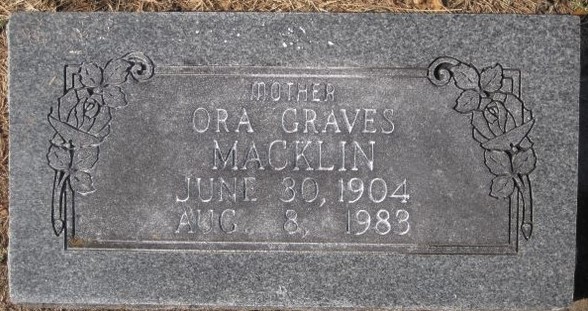 MOTHER
ORA GRAVES
MACKLIN
JUNE 30, 1904
AUG. 8, 1983